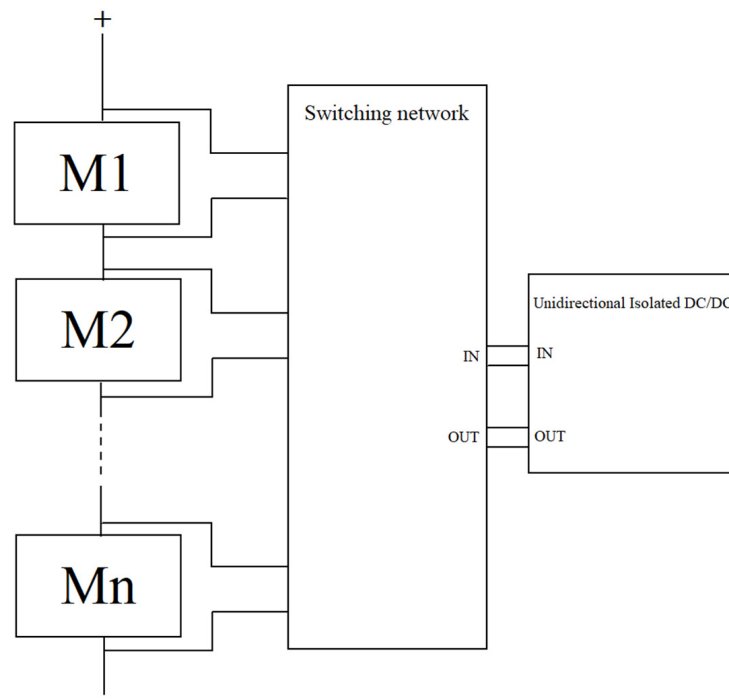 +
M1
Switching network
M2
Unidirectional Isolated DC/DC
IN
IN
OUT
OUT
Mn